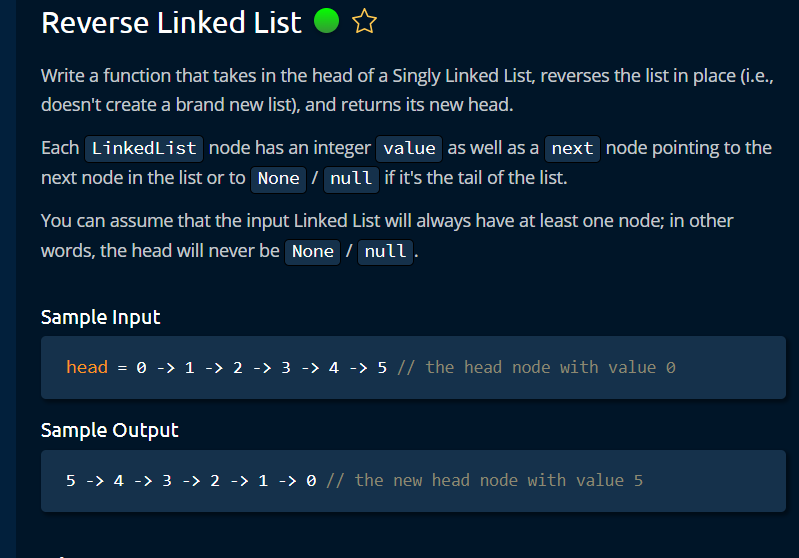 Reverse Linked List
Write a function that takes in the head of a Singly Linked List, reverses the list in place (i.e.,
doesn't create a brand new list), and returns its new head.
Each LinkedList node has an integer value as well as a next node pointing to the
next node in the list or to None / null if it's the tail of the list.
You can assume that the input Linked List will always have at least one node; in other
words, the head will never be None / null.
Sample Input
head = 0 -> 1 -> 2 -> 3 -> 4 -> 5 // the head node with value 0
Sample Output
5 -> 4 -> 3 -> 2 -> 1 -> 0 // the new head node with value 5